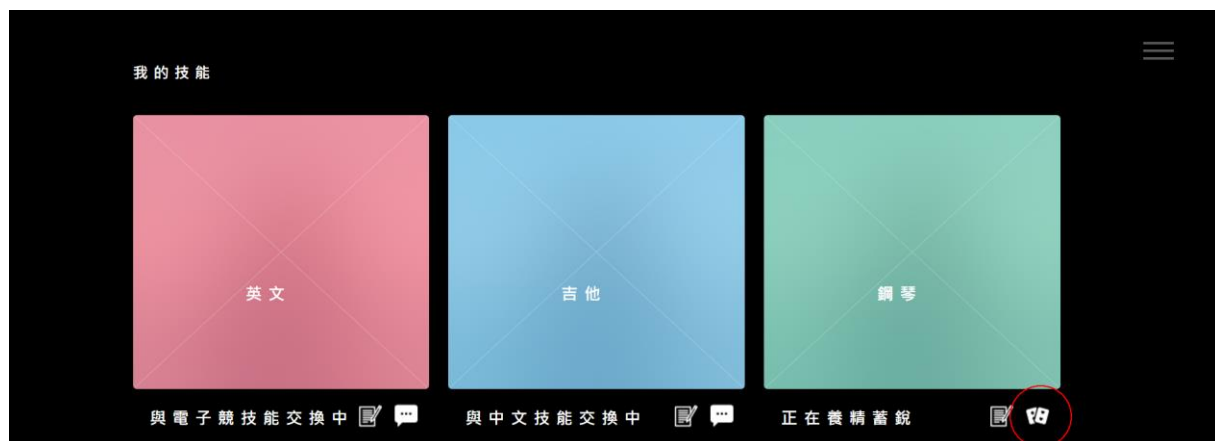 我的技能
英文
吉他
鋼琴
與電子競技能交換中
與中文技能交換中
正在養精蓄銳